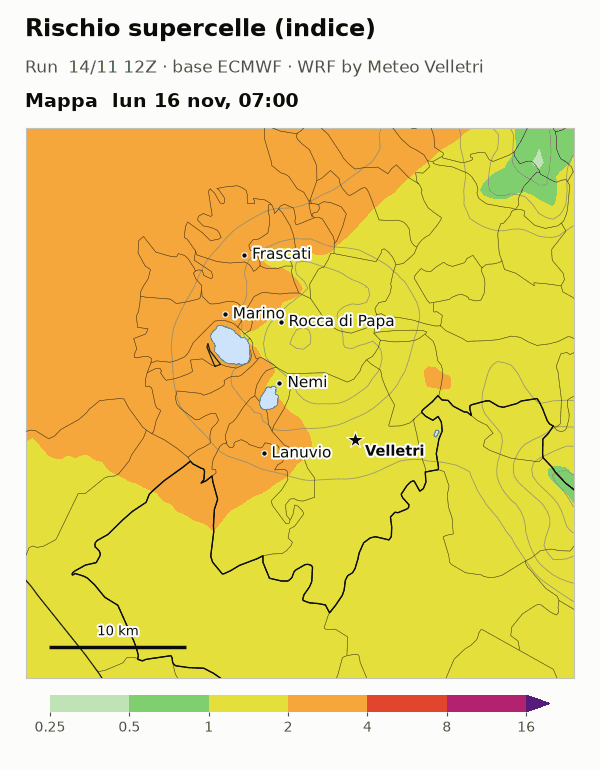 Rischio supercelle (indice)
Run 14/11 12Z · base ECMWF · WRF by Meteo Velletri
Mappa lun 16 nov, 07:00
Frascati
Marino
Rocca di Papa
Nemi
Velletri
Lanuvio
10 km
0.25 0.5 1 2 4 8 16